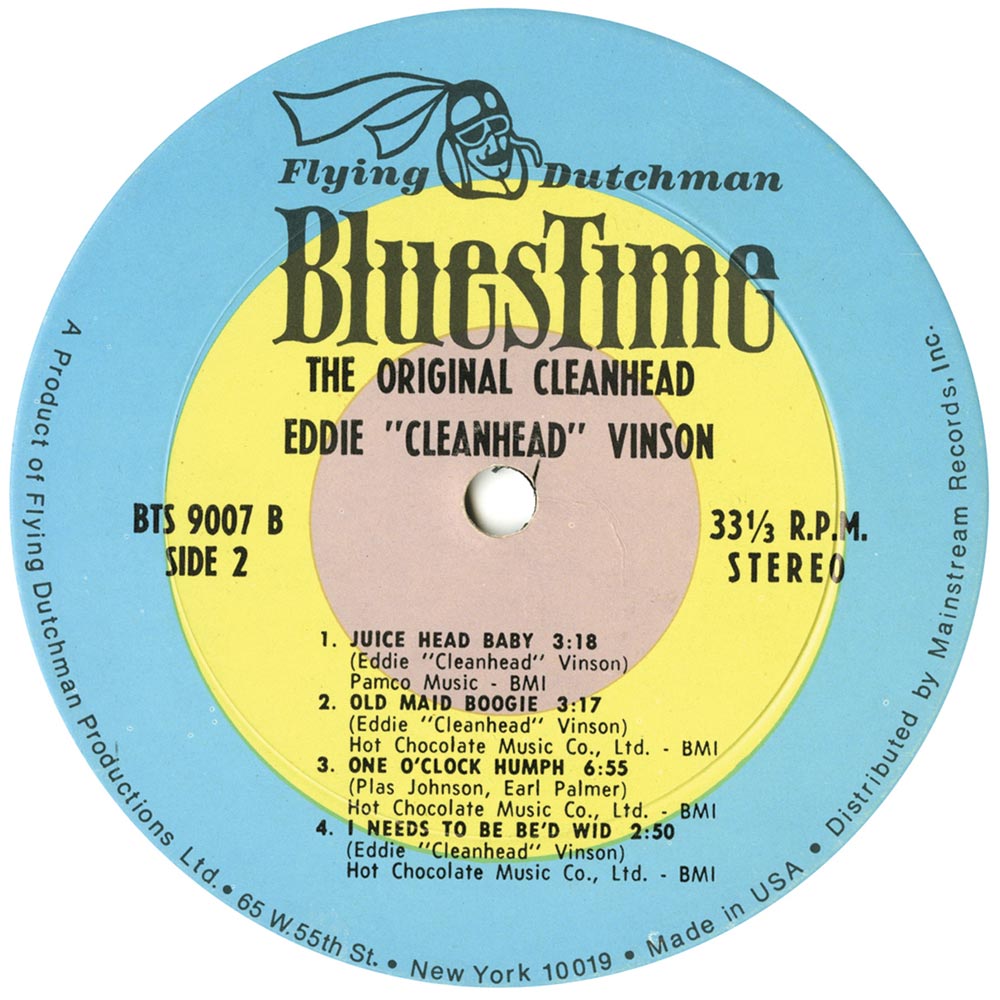 Flying Dutchman
BluesTime
THE ORIGINAL CLEANHEAD
EDDIE "CLEANHEAD" VINSON
BTS 9007 B
SIDE 2
33⅓ R.P.M.
STEREO
1. JUICE HEAD BABY 3:18
(Eddie "Cleanhead" Vinson)
Pamco Music - BMI
2. OLD MAID BOOGIE 3:17
(Eddie "Cleanhead" Vinson)
Hot Chocolate Music Co., Ltd. - BMI
3. ONE O'CLOCK HUMPH 6:55
(Plas Johnson, Earl Palmer)
Hot Chocolate Music Co., Ltd. - BMI
4. I NEEDS TO BE BE'D WID 2:50
(Eddie "Cleanhead" Vinson)
Hot Chocolate Music Co., Ltd. - BMI
A Product of Flying Dutchman Productions Ltd. • 65 W. 55th St. • New York 10019 • Made in USA • Distributed by Mainstream Records, Inc.